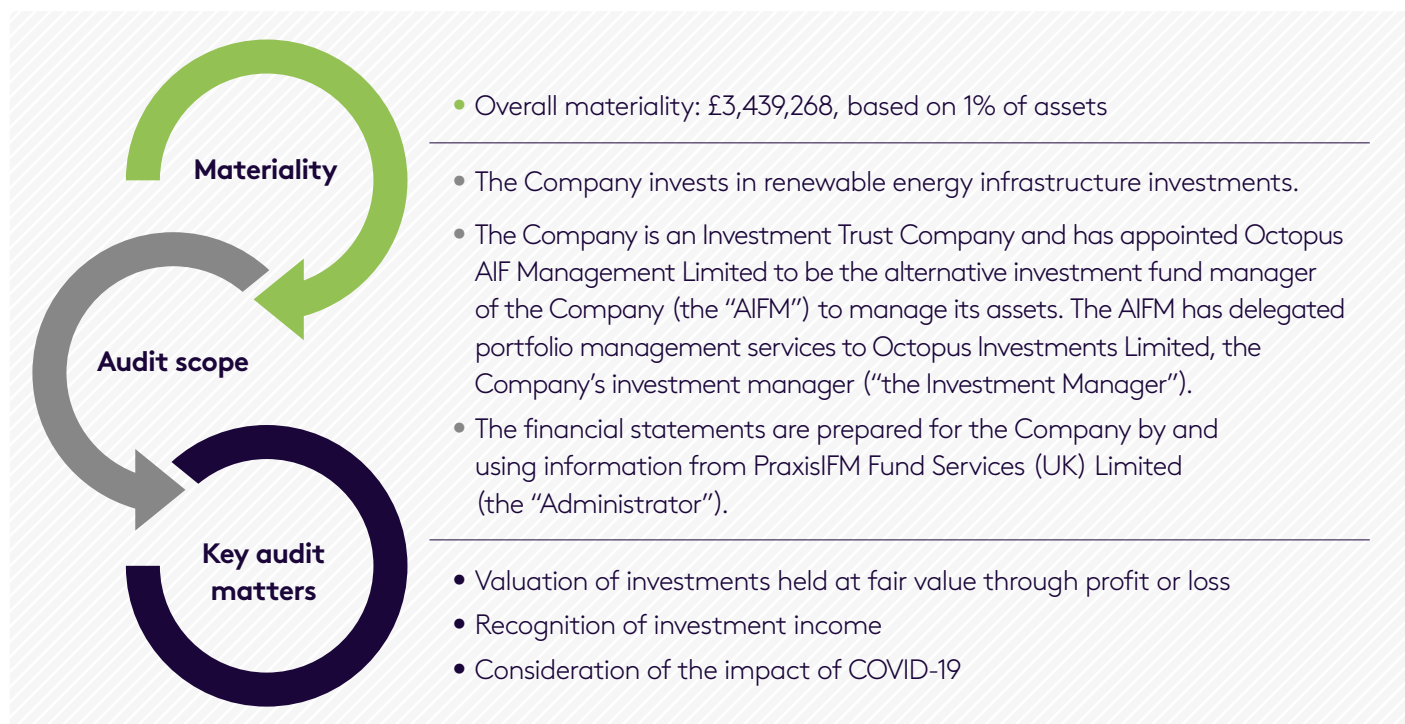 Materiality
• Overall materiality: £3,439,268, based on 1% of assets
Audit scope
• The Company invests in renewable energy infrastructure investments.
• The Company is an Investment Trust Company and has appointed Octopus
AIF Management Limited to be the alternative investment fund manager
of the Company (the “AIFM”) to manage its assets. The AIFM has delegated
portfolio management services to Octopus Investments Limited, the
Company’s investment manager (“the Investment Manager”).
• The financial statements are prepared for the Company by and
using information from PraxisIFM Fund Services (UK) Limited
(the “Administrator”).
Key audit
matters
• Valuation of investments held at fair value through profit or loss
• Recognition of investment income
• Consideration of the impact of COVID-19